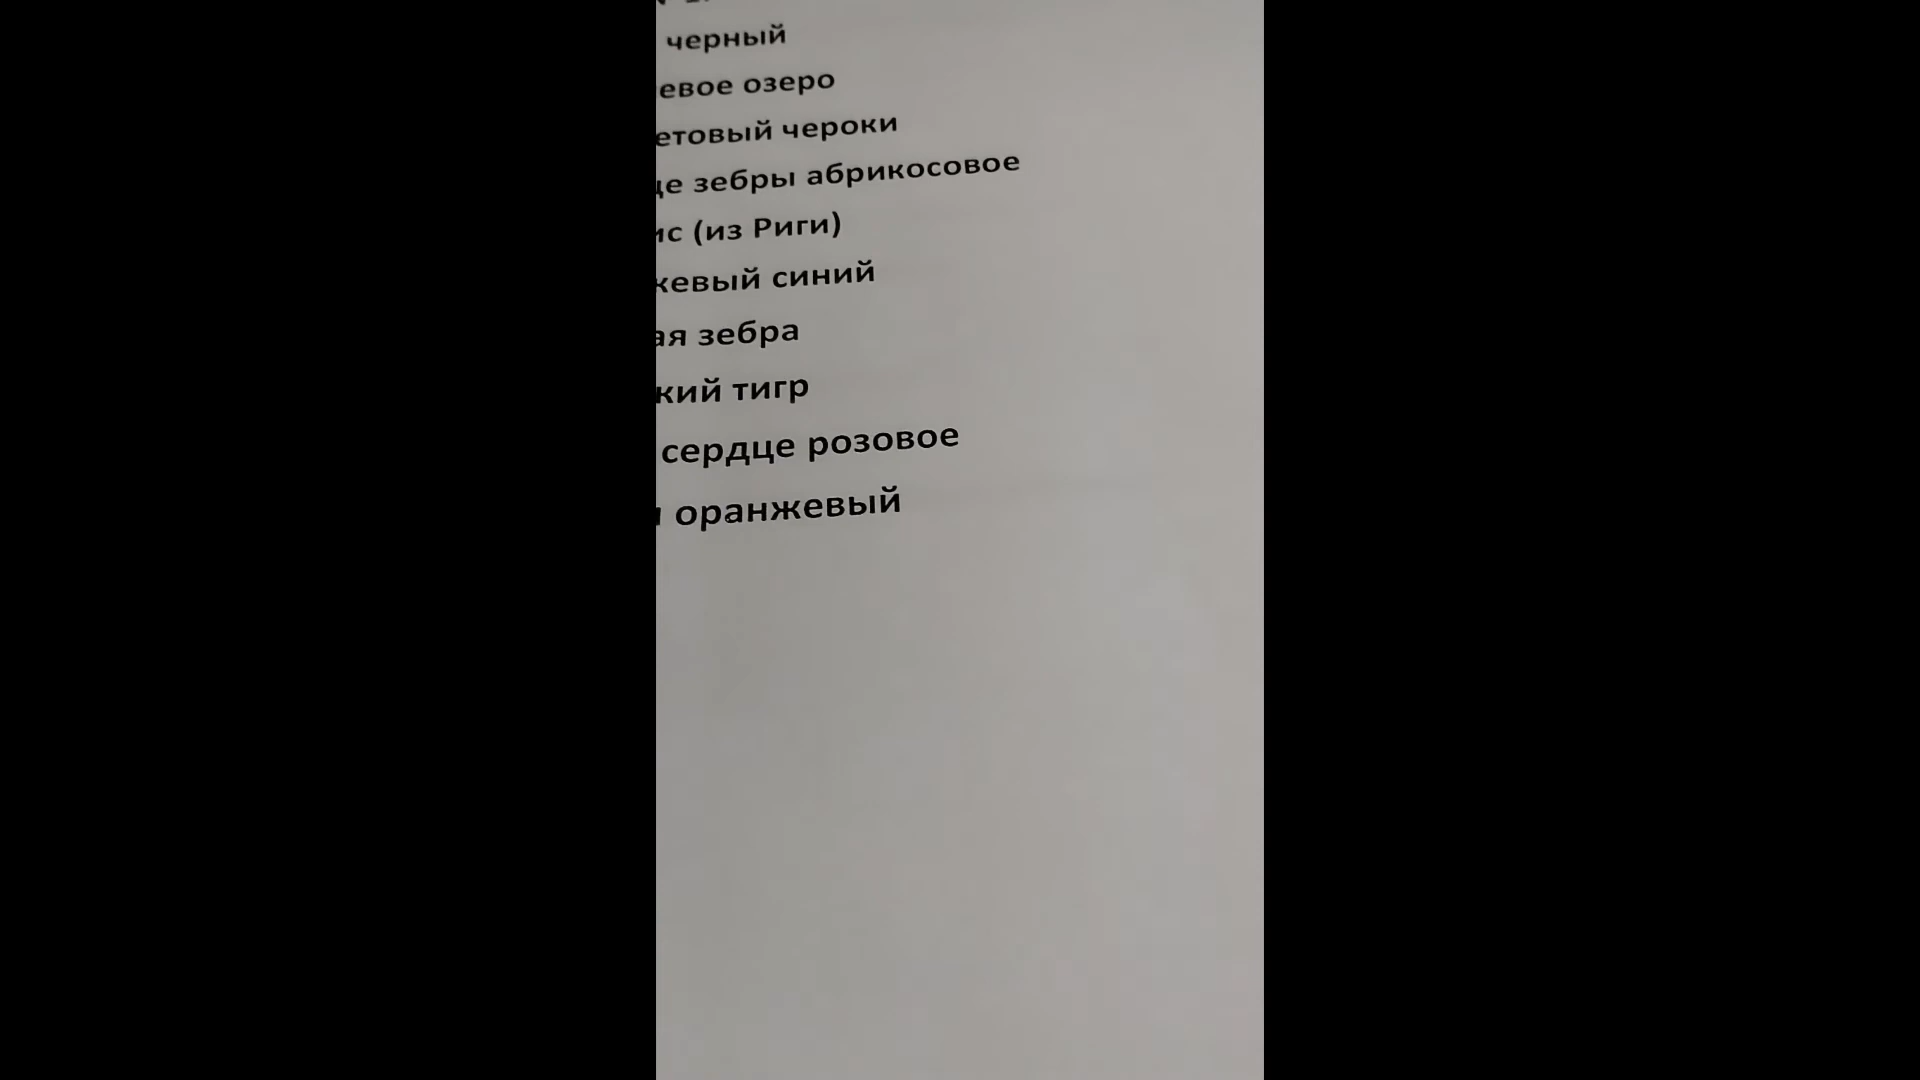 черный
евое озеро
етовый чероки
це зебры абрикосовое
ис (из Риги)
жевый синий
ая зебра
кий тигр
сердце розовое
оранжевый